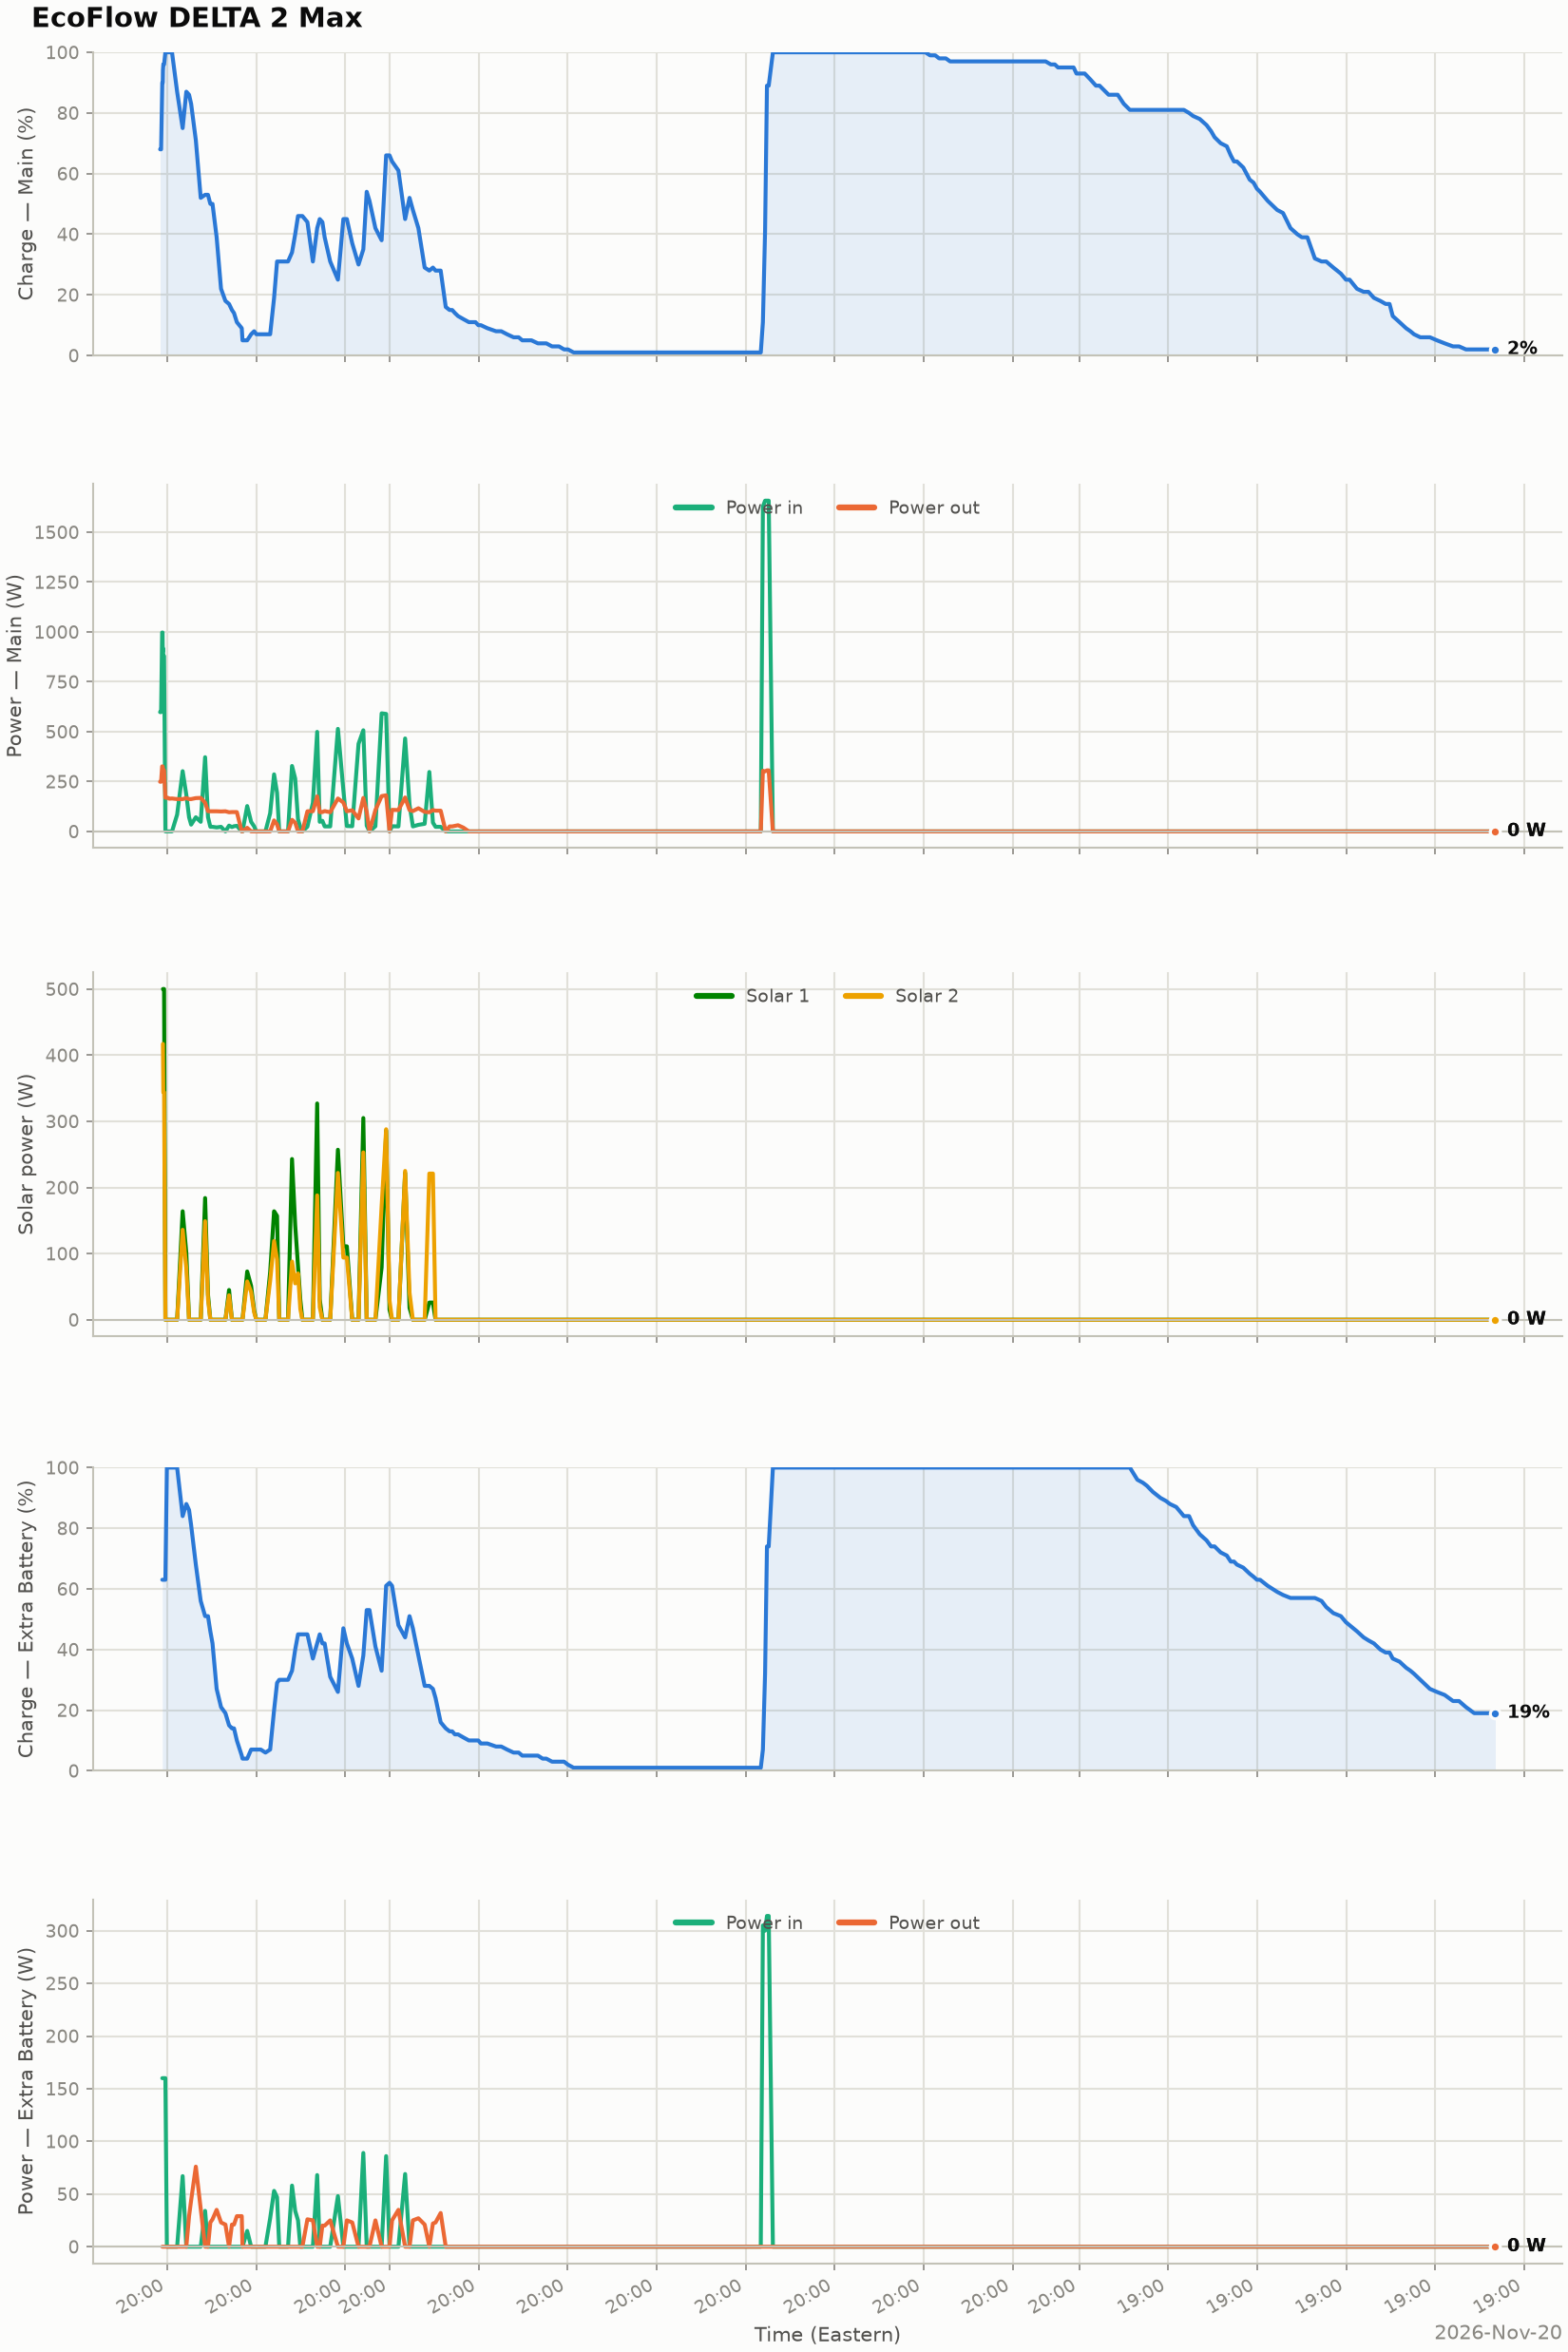 EcoFlow DELTA 2 Max
Charge — Main (%)
100
80
60
40
20
0
2%
Power — Main (W)
Power in
Power out
1500
1250
1000
750
500
250
0
0 W
Solar power (W)
Solar 1
Solar 2
500
400
300
200
100
0
0 W
Charge — Extra Battery (%)
100
80
60
40
20
0
19%
Power — Extra Battery (W)
Power in
Power out
300
250
200
150
100
50
0
0 W
20:00 20:00 20:00 20:00 20:00 20:00 20:00 20:00 20:00 20:00 20:00 20:00 19:00 19:00 19:00 19:00 19:00
Time (Eastern)
2026-Nov-20